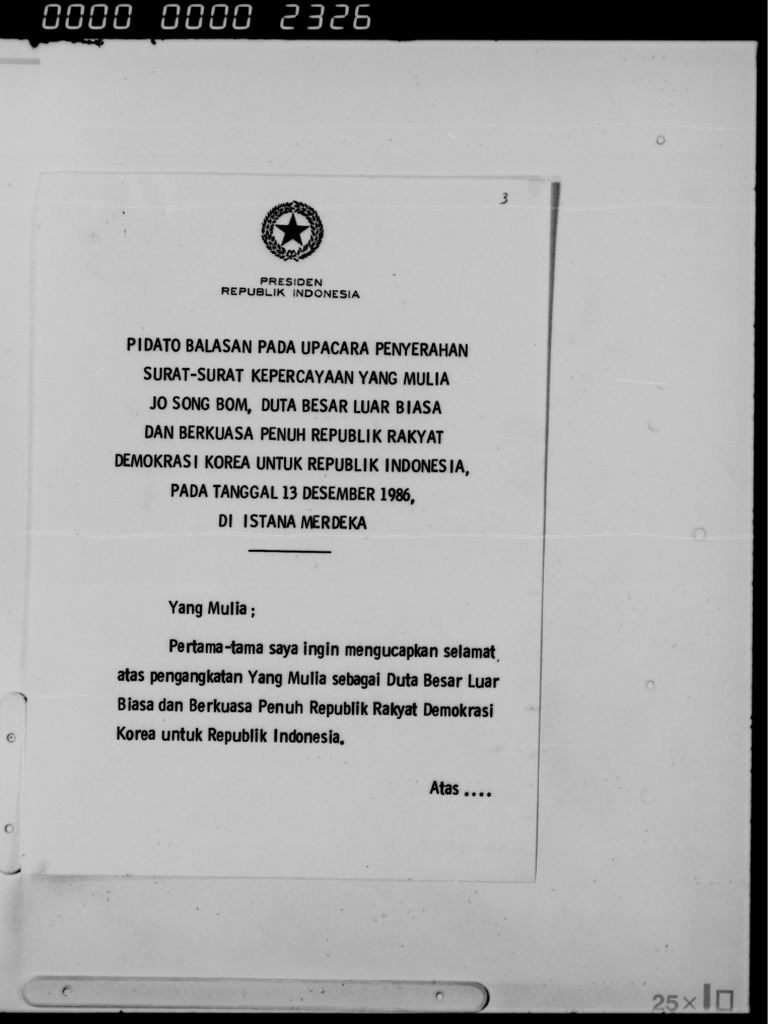 0000 0000 2326
3
PRESIDEN
REPUBLIK INDONESIA
PIDATO BALASAN PADA UPACARA PENYERAHAN
SURAT-SURAT KEPERCAYAAN YANG MULIA
JO SONG BOM, DUTA BESAR LUAR BIASA
DAN BERKUASA PENUH REPUBLIK RAKYAT
DEMOKRASI KOREA UNTUK REPUBLIK INDONESIA,
PADA TANGGAL 13 DESEMBER 1986,
DI ISTANA MERDEKA
Yang Mulia ;
Pertama-tama saya ingin mengucapkan selamat
atas pengangkatan Yang Mulia sebagai Duta Besar Luar
Biasa dan Berkuasa Penuh Republik Rakyat Demokrasi
Korea untuk Republik Indonesia.
Atas ....
25×